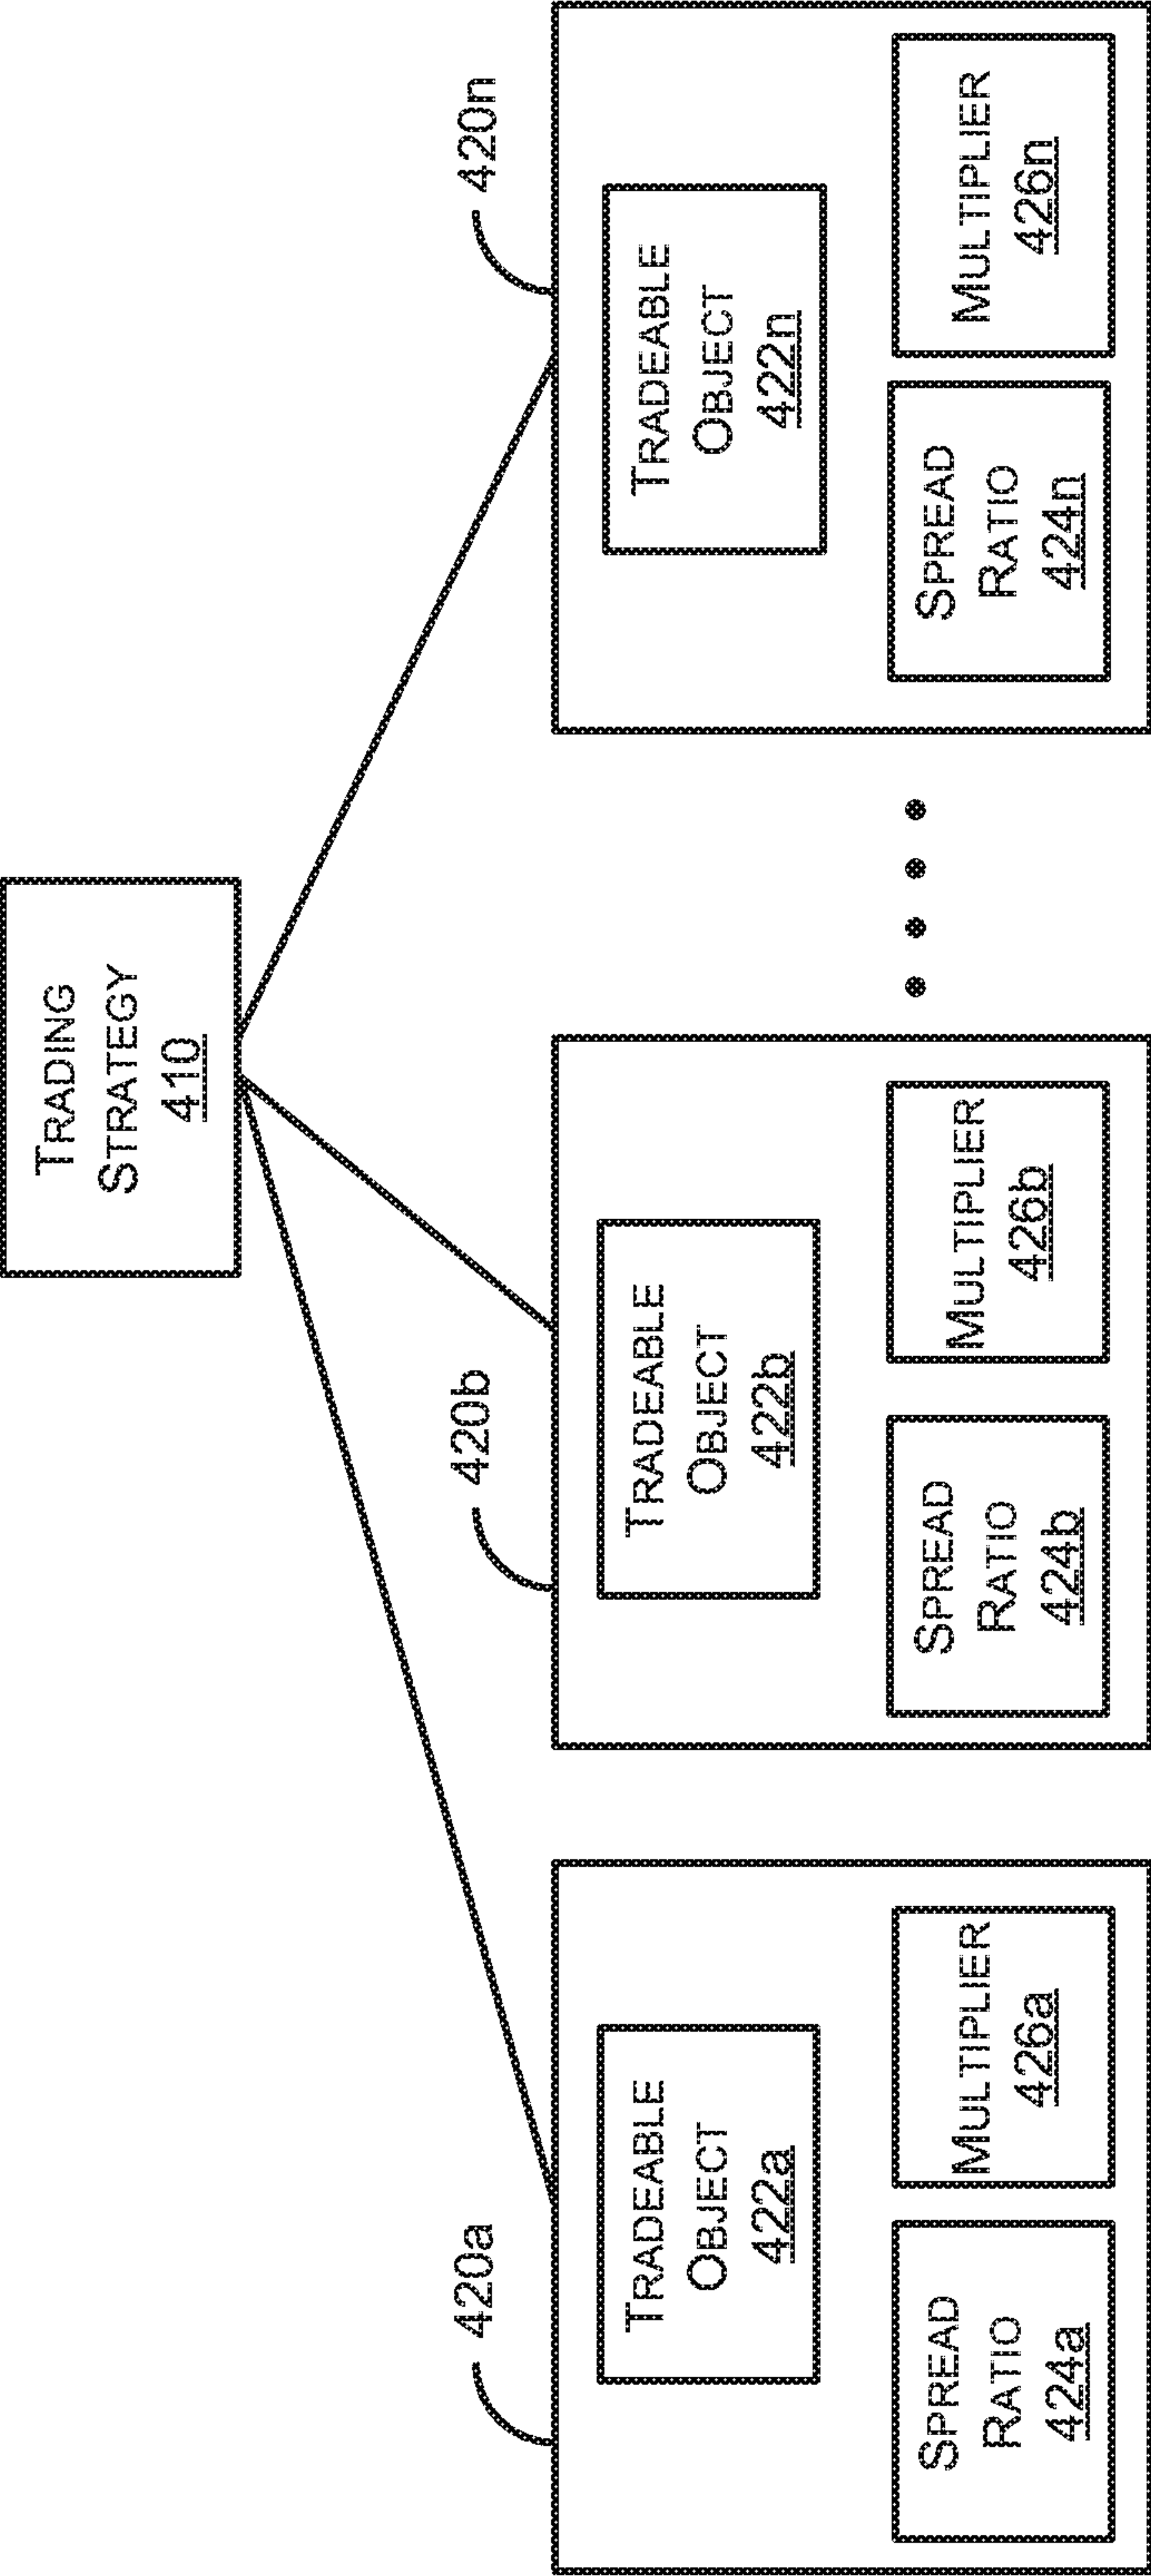 TRADING
STRATEGY
410
420a
TRADEABLE
OBJECT
422a
SPREAD
RATIO
424a
MULTIPLIER
426a
420b
TRADEABLE
OBJECT
422b
SPREAD
RATIO
424b
MULTIPLIER
426b
420n
TRADEABLE
OBJECT
422n
SPREAD
RATIO
424n
MULTIPLIER
426n